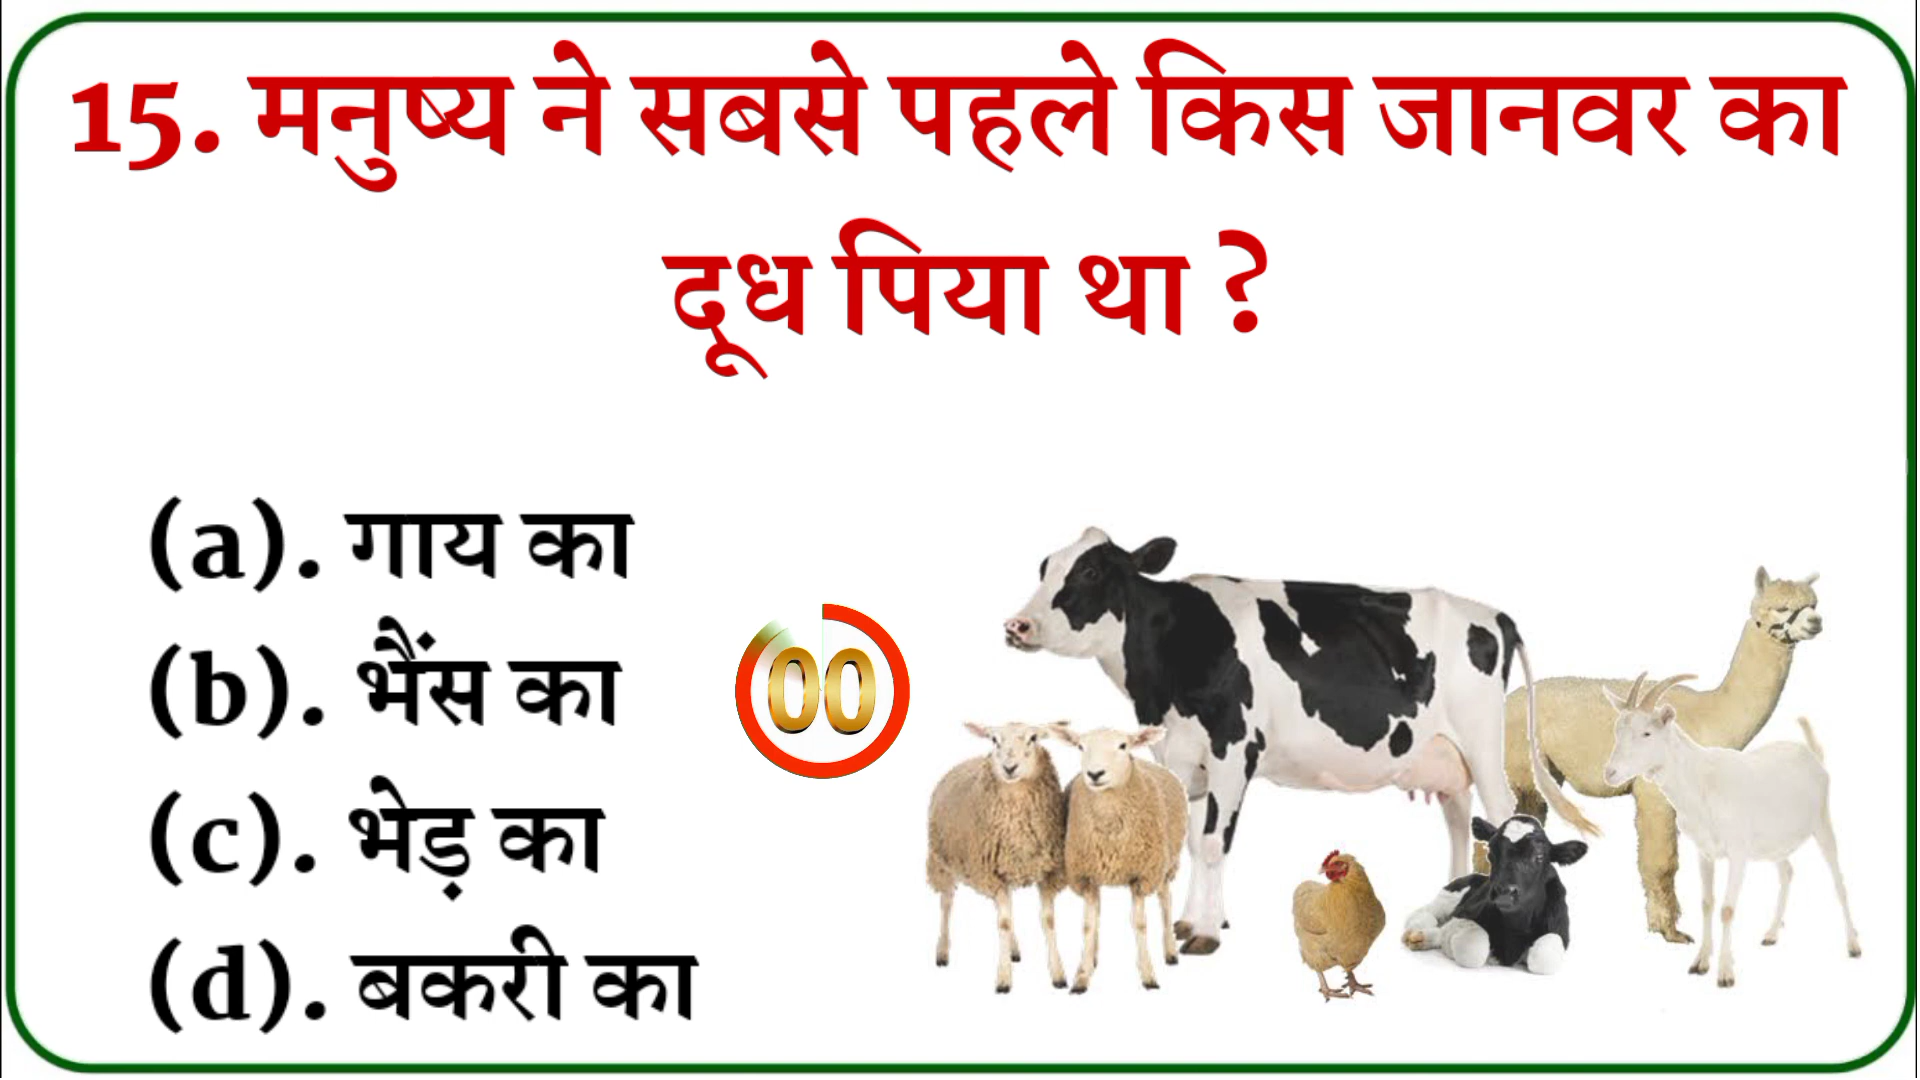 15. मनुष्य ने सबसे पहले किस जानवर का
दूध पिया था ?
(a). गाय का
(b). भैंस का
00
(c). भेड़ का
(d). बकरी का